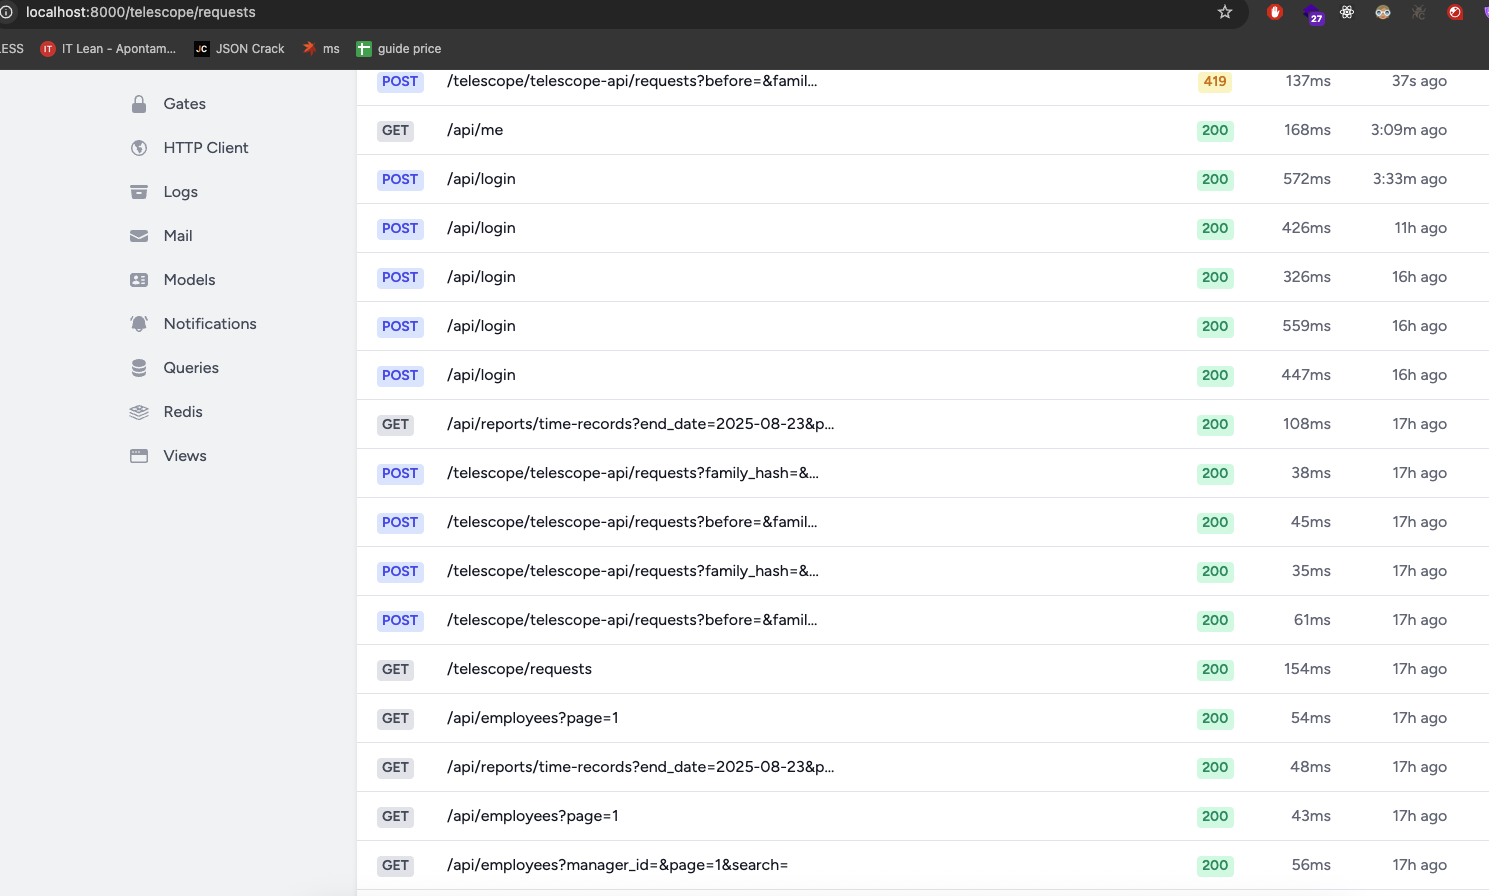 localhost:8000/telescope/requests
27
ESS IT IT Lean - Apontam... JC JSON Crack ms guide price
POST /telescope/telescope-api/requests?before=&famil... 419 137ms 37s ago
Gates
GET /api/me 200 168ms 3:09m ago
HTTP Client
POST /api/login 200 572ms 3:33m ago
Logs
POST /api/login 200 426ms 11h ago
Mail
POST /api/login 200 326ms 16h ago
Models
POST /api/login 200 559ms 16h ago
Notifications
POST /api/login 200 447ms 16h ago
Queries
GET /api/reports/time-records?end_date=2025-08-23&p... 200 108ms 17h ago
Redis
POST /telescope/telescope-api/requests?family_hash=&... 200 38ms 17h ago
Views
POST /telescope/telescope-api/requests?before=&famil... 200 45ms 17h ago
POST /telescope/telescope-api/requests?family_hash=&... 200 35ms 17h ago
POST /telescope/telescope-api/requests?before=&famil... 200 61ms 17h ago
GET /telescope/requests 200 154ms 17h ago
GET /api/employees?page=1 200 54ms 17h ago
GET /api/reports/time-records?end_date=2025-08-23&p... 200 48ms 17h ago
GET /api/employees?page=1 200 43ms 17h ago
GET /api/employees?manager_id=&page=1&search= 200 56ms 17h ago